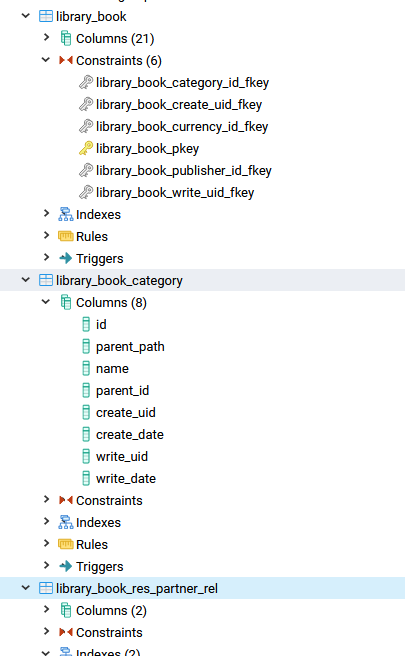 library_book
Columns (21)
Constraints (6)
library_book_category_id_fkey
library_book_create_uid_fkey
library_book_currency_id_fkey
library_book_pkey
library_book_publisher_id_fkey
library_book_write_uid_fkey
Indexes
Rules
Triggers
library_book_category
Columns (8)
id
parent_path
name
parent_id
create_uid
create_date
write_uid
write_date
Constraints
Indexes
Rules
Triggers
library_book_res_partner_rel
Columns (2)
Constraints
Indexes (2)